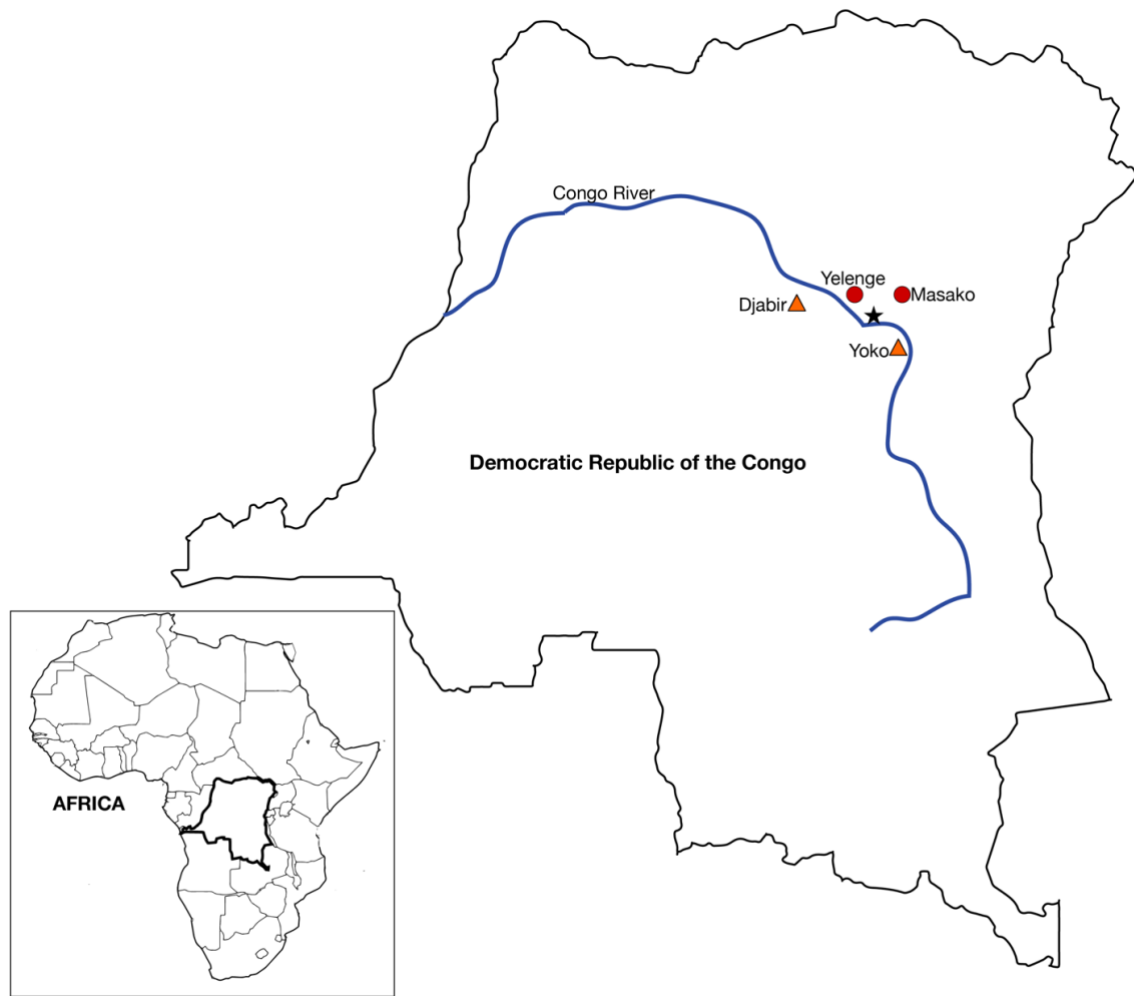 Congo River
Yelenge
Masako
Djabir
Yoko
Democratic Republic of the Congo
AFRICA